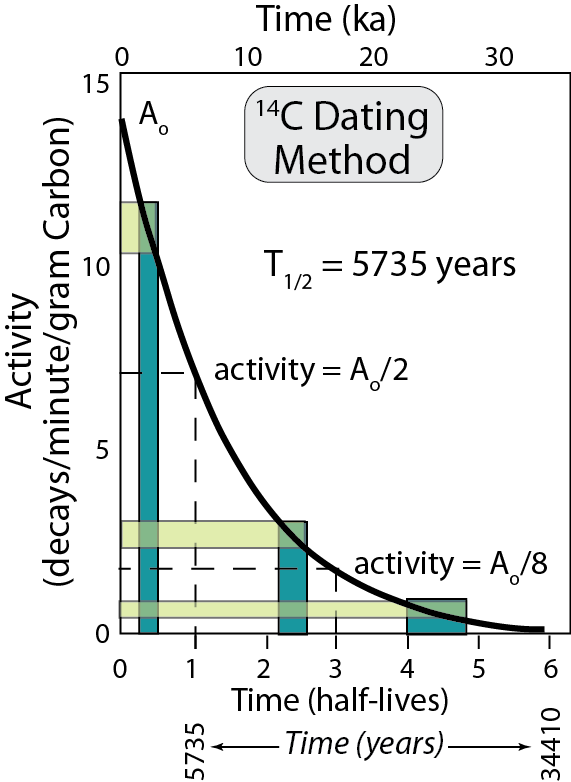 Time (ka)
0 10 20 30
15
Aₒ
¹⁴C Dating
Method
Activity
(decays/minute/gram Carbon)
10
T₁/₂ = 5735 years
activity = Aₒ/2
5
activity = Aₒ/8
0
0 1 2 3 4 5 6
Time (half-lives)
5735 Time (years) 34410